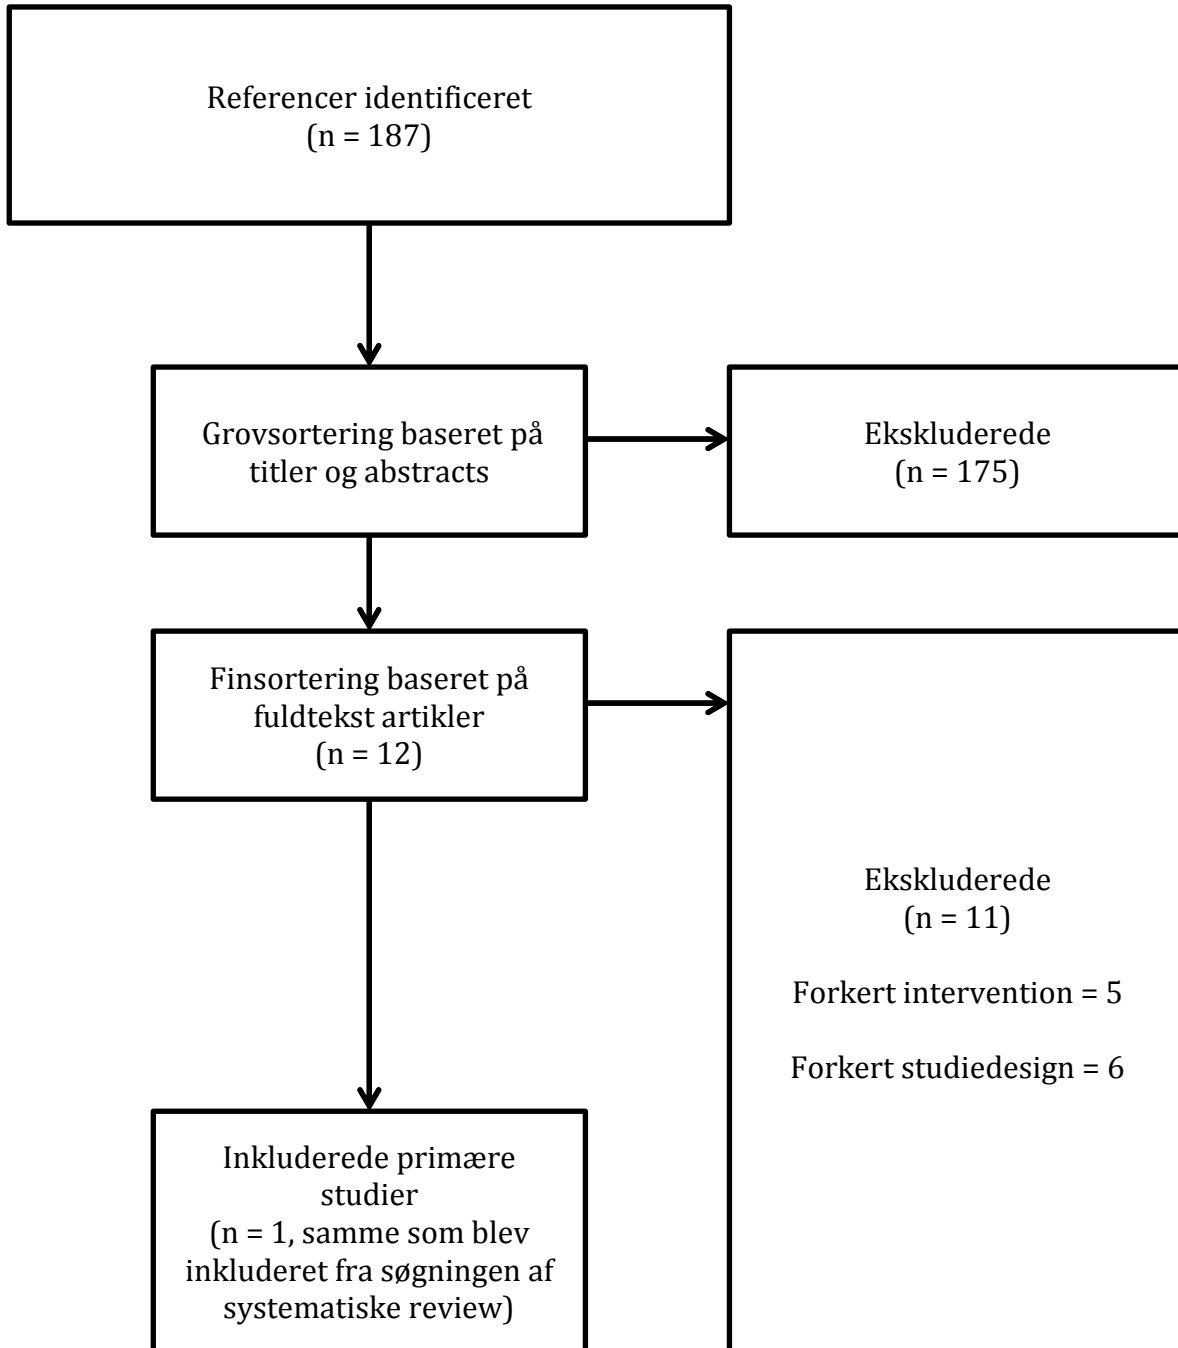 Referencer identificeret
(n = 187)
Grovsortering baseret på
titler og abstracts
Ekskluderede
(n = 175)
Finsortering baseret på
fuldtekst artikler
(n = 12)
Ekskluderede
(n = 11)
Forkert intervention = 5
Forkert studiedesign = 6
Inkluderede primære
studier
(n = 1, samme som blev
inkluderet fra søgningen af
systematiske review)